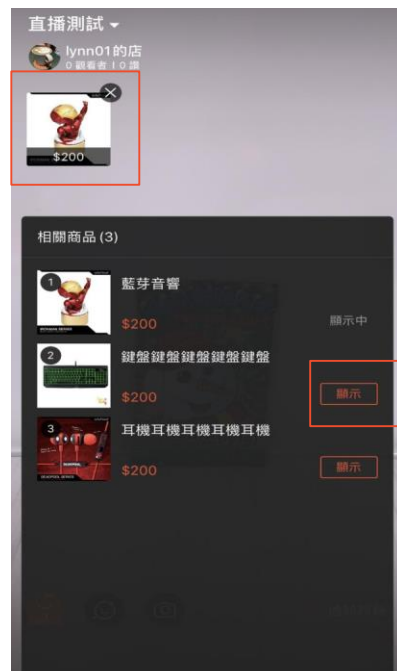 直播測試
lynn01的店
0 觀看者 | 0 讚
$200
相關商品 (3)
1
藍芽音響
$200
顯示中
2
鍵盤鍵盤鍵盤鍵盤鍵盤
$200
顯示
3
耳機耳機耳機耳機耳機
$200
顯示